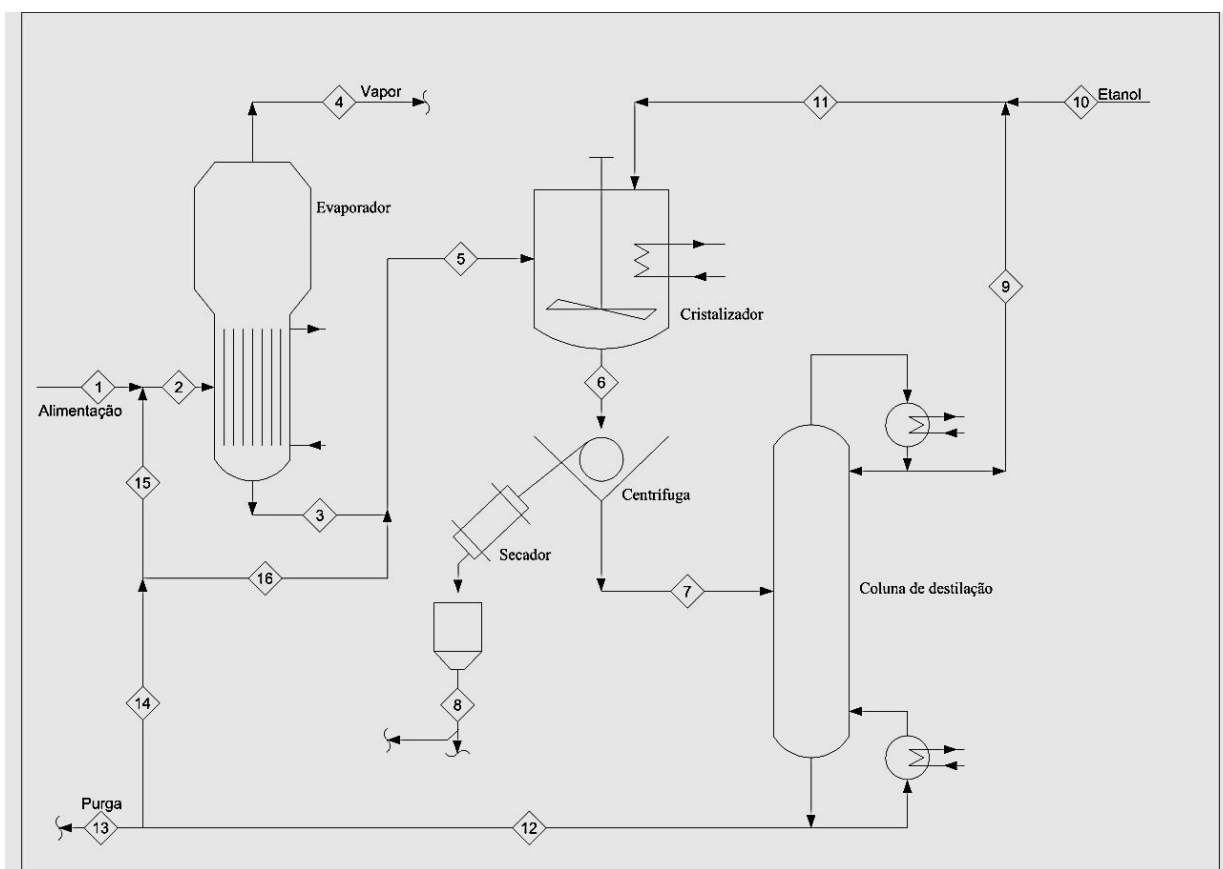 4 Vapor
11
10 Etanol
Evaporador
5
9
Cristalizador
1
2
6
Alimentação
15
Centrífuga
3
Secador
16
7
Coluna de destilação
14
8
Purga
13
12